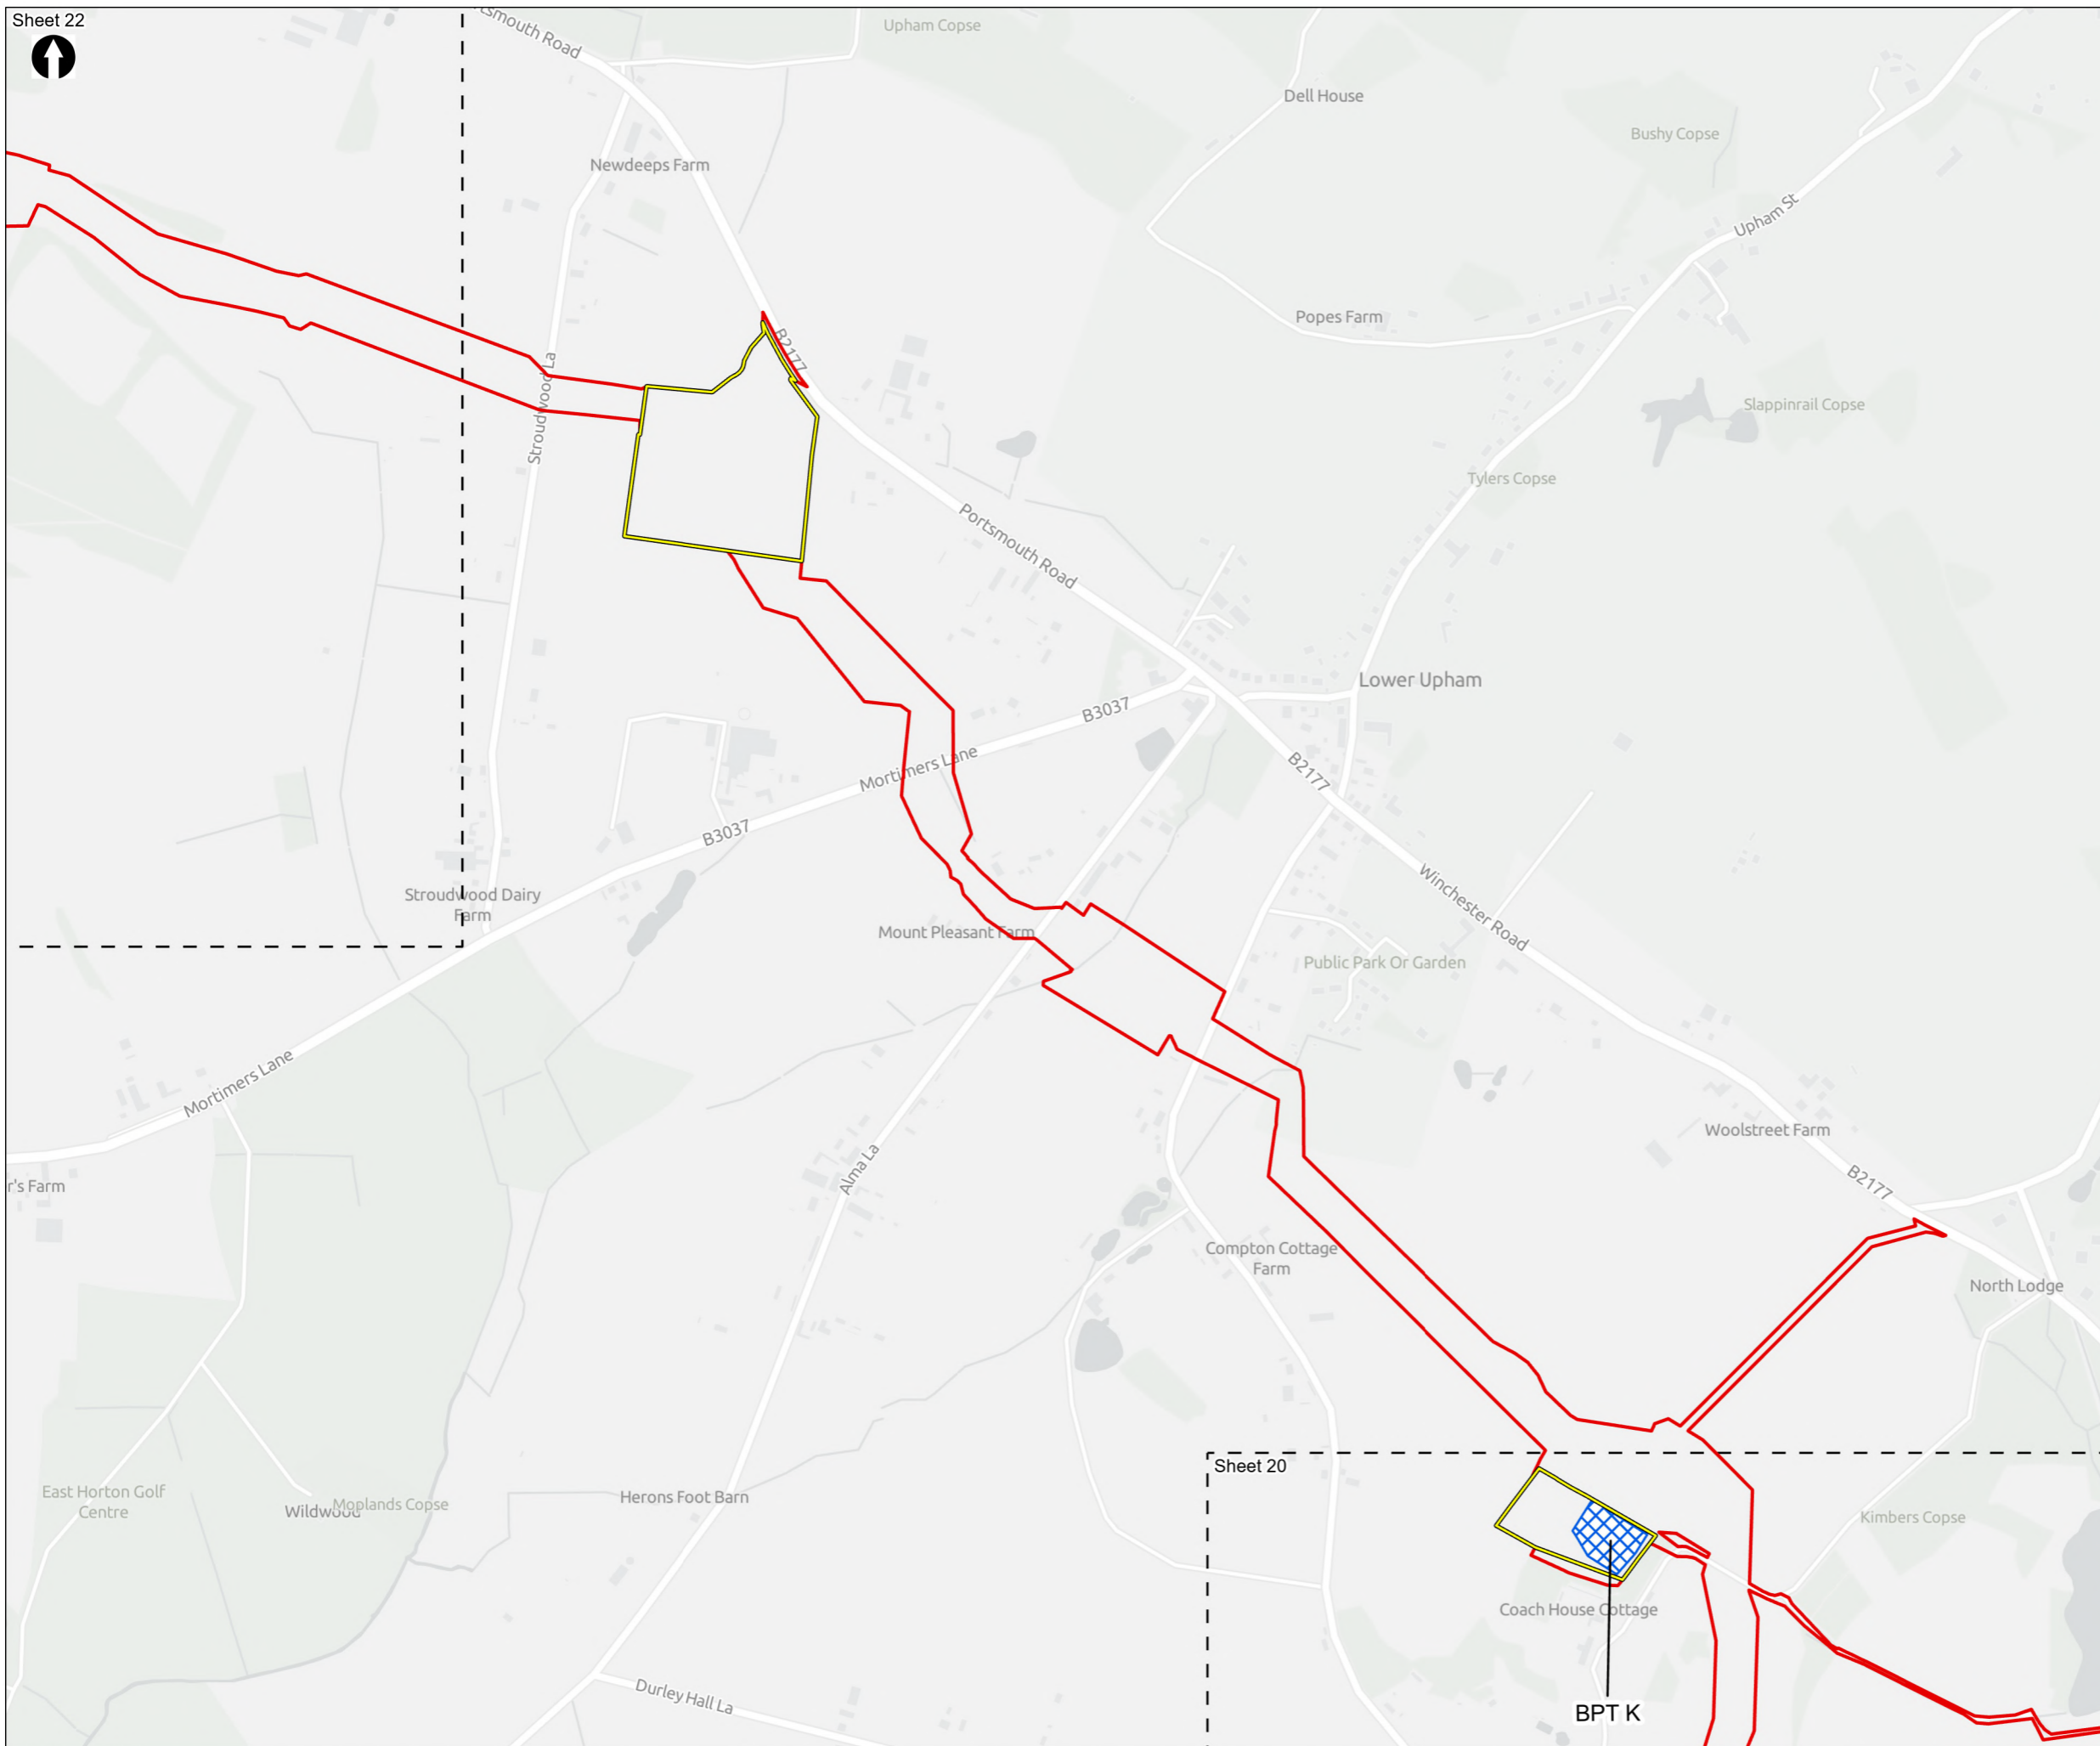 Sheet 22
tsmouth Road
Upham Copse
Dell House
Bushy Copse
Newdeeps Farm
Upham St
Popes Farm
B2177
Stroudwood La
Slappinrail Copse
Tylers Copse
Portsmouth Road
Lower Upham
B3037
Mortimers Lane
B2177
B3037
Stroudwood Dairy
Farm
Winchester Road
Mount Pleasant Farm
Public Park Or Garden
Mortimers Lane
Woolstreet Farm
Alma La
B2177
r's Farm
Compton Cottage
Farm
North Lodge
Sheet 20
East Horton Golf
Centre
Wildwood
Moplands Copse
Herons Foot Barn
Kimbers Copse
Coach House Cottage
Durley Hall La
BPT K